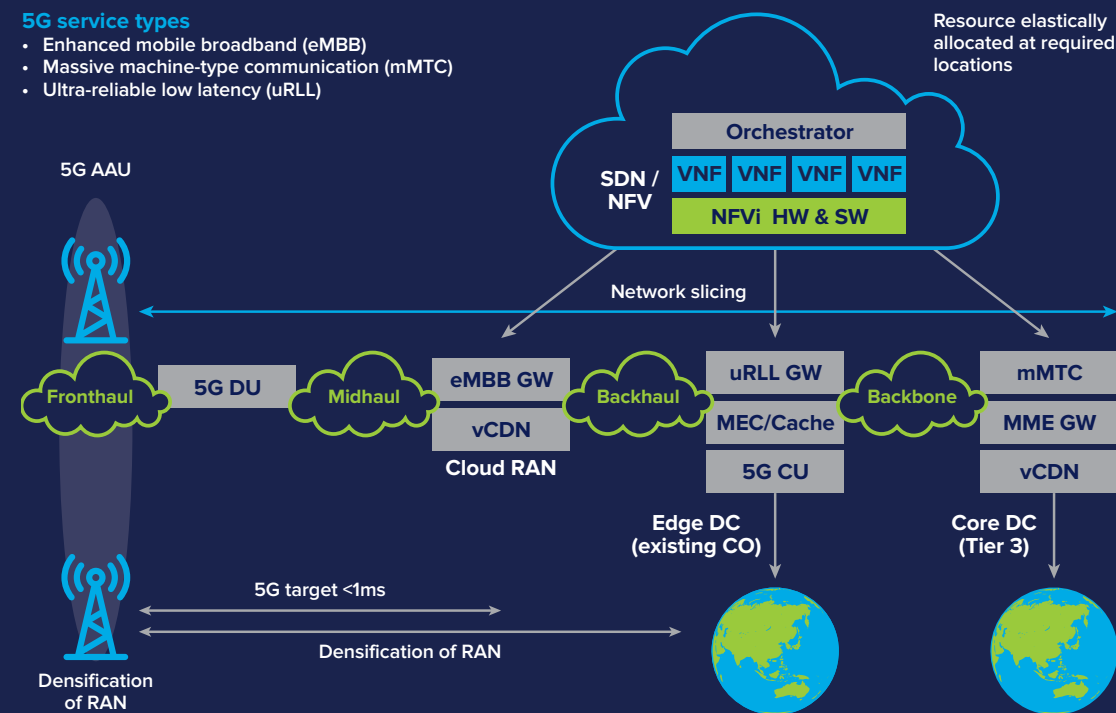 5G service types
• Enhanced mobile broadband (eMBB)
• Massive machine-type communication (mMTC)
• Ultra-reliable low latency (uRLL)
Resource elastically
allocated at required
locations
Orchestrator
SDN /
NFV
VNF VNF VNF VNF
NFVi HW & SW
5G AAU
Network slicing
Fronthaul
5G DU
Midhaul
eMBB GW
vCDN
Cloud RAN
Backhaul
uRLL GW
MEC/Cache
5G CU
Backbone
mMTC
MME GW
vCDN
Edge DC
(existing CO)
Core DC
(Tier 3)
5G target <1ms
Densification of RAN
Densification
of RAN